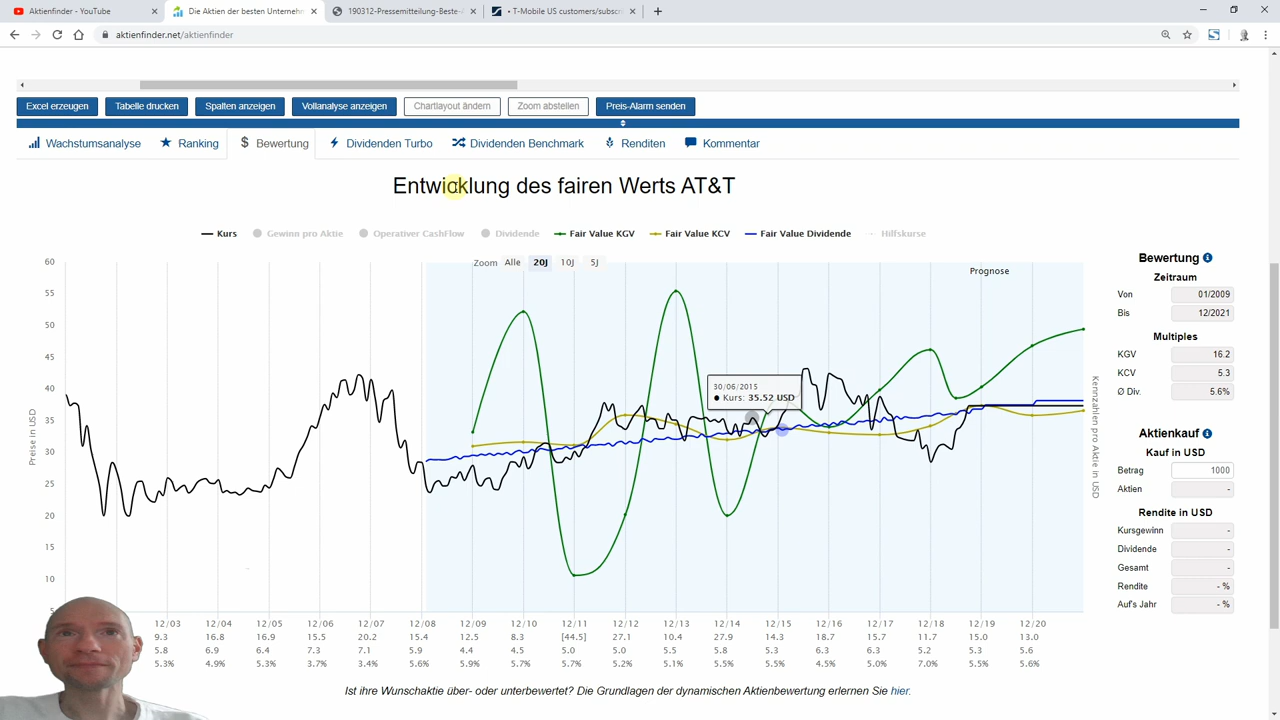 Aktienfinder - YouTube
Die Aktien der besten Unternehm
190312-Pressemitteilung-Beste-A
• T-Mobile US customers/subscri
aktienfinder.net/aktienfinder
Excel erzeugen
Tabelle drucken
Spalten anzeigen
Vollanalyse anzeigen
Chartlayout ändern
Zoom abstellen
Preis-Alarm senden
Wachstumsanalyse
Ranking
Bewertung
Dividenden Turbo
Dividenden Benchmark
Renditen
Kommentar
Entwicklung des fairen Werts AT&T
Kurs
Gewinn pro Aktie
Operativer CashFlow
Dividende
Fair Value KGV
Fair Value KCV
Fair Value Dividende
Hilfskurse
Zoom Alle 20J 10J 5J
Prognose
60
55
50
45
40
35
30
25
20
15
10
5
Preise in USD
Kennzahlen pro Aktie in USD
30/06/2015
Kurs: 35.52 USD
12/03 12/04 12/05 12/06 12/07 12/08 12/09 12/10 12/11 12/12 12/13 12/14 12/15 12/16 12/17 12/18 12/19 12/20
9.3 16.8 16.9 15.5 20.2 15.4 12.5 8.3 [44.5] 27.1 10.4 27.9 14.3 18.7 15.7 11.7 15.0 13.0
5.8 6.9 6.4 7.3 7.1 5.9 4.4 4.5 5.0 5.0 5.5 5.8 5.3 6.3 6.3 5.2 5.3 5.6
5.3% 4.9% 5.3% 3.7% 3.4% 5.6% 5.9% 5.7% 5.7% 5.2% 5.1% 5.5% 5.5% 4.5% 5.0% 7.0% 5.5% 5.6%
Ist ihre Wunschaktie über- oder unterbewertet? Die Grundlagen der dynamischen Aktienbewertung erlernen Sie hier.
Bewertung
Zeitraum
Von 01/2009
Bis 12/2021
Multiples
KGV 16.2
KCV 5.3
Ø Div. 5.6%
Aktienkauf
Kauf in USD
Betrag 1000
Aktien -
Rendite in USD
Kursgewinn -
Dividende -
Gesamt -
Rendite - %
Auf's Jahr - %